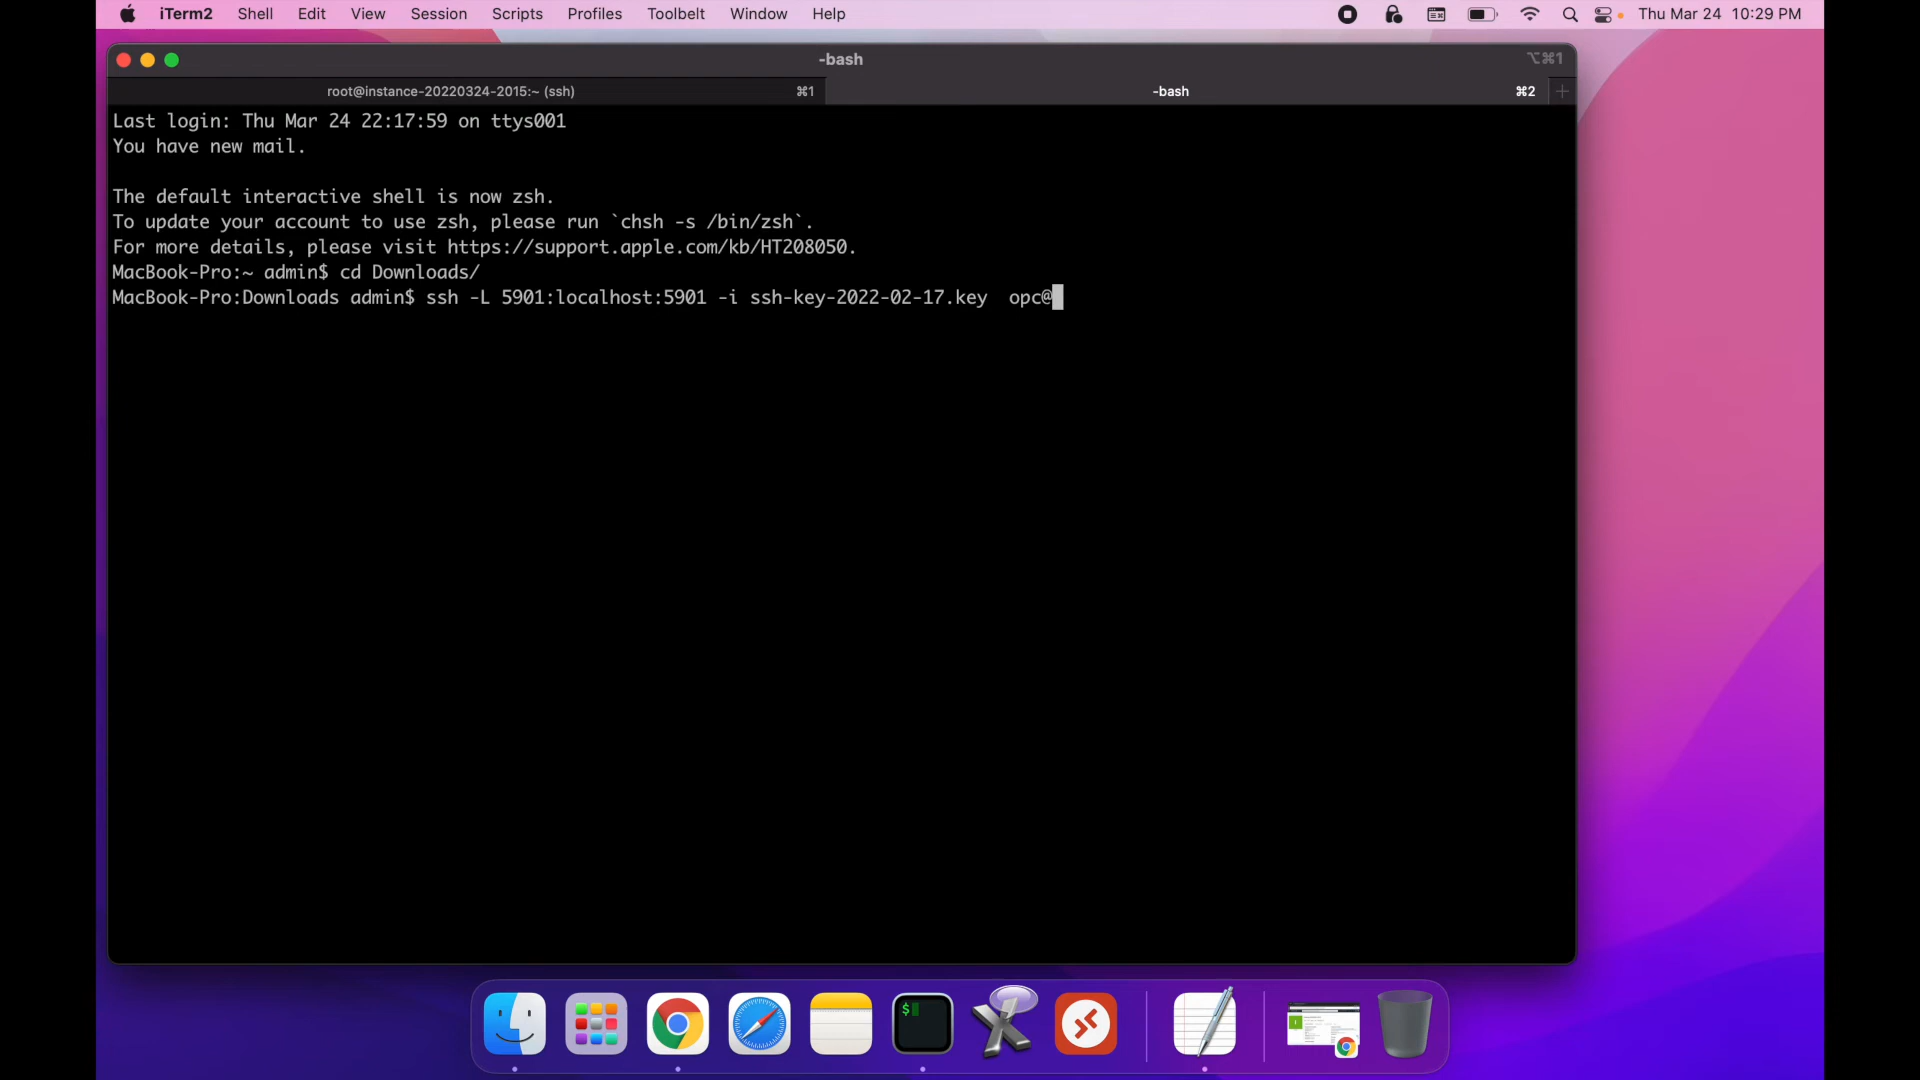 iTerm2 Shell Edit View Session Scripts Profiles Toolbelt Window Help Thu Mar 24 10:29 PM
-bash ⌥⌘1
root@instance-20220324-2015:~ (ssh) ⌘1 -bash ⌘2
Last login: Thu Mar 24 22:17:59 on ttys001
You have new mail.
The default interactive shell is now zsh.
To update your account to use zsh, please run `chsh -s /bin/zsh`.
For more details, please visit https://support.apple.com/kb/HT208050.
MacBook-Pro:~ admin$ cd Downloads/
MacBook-Pro:Downloads admin$ ssh -L 5901:localhost:5901 -i ssh-key-2022-02-17.key  opc@